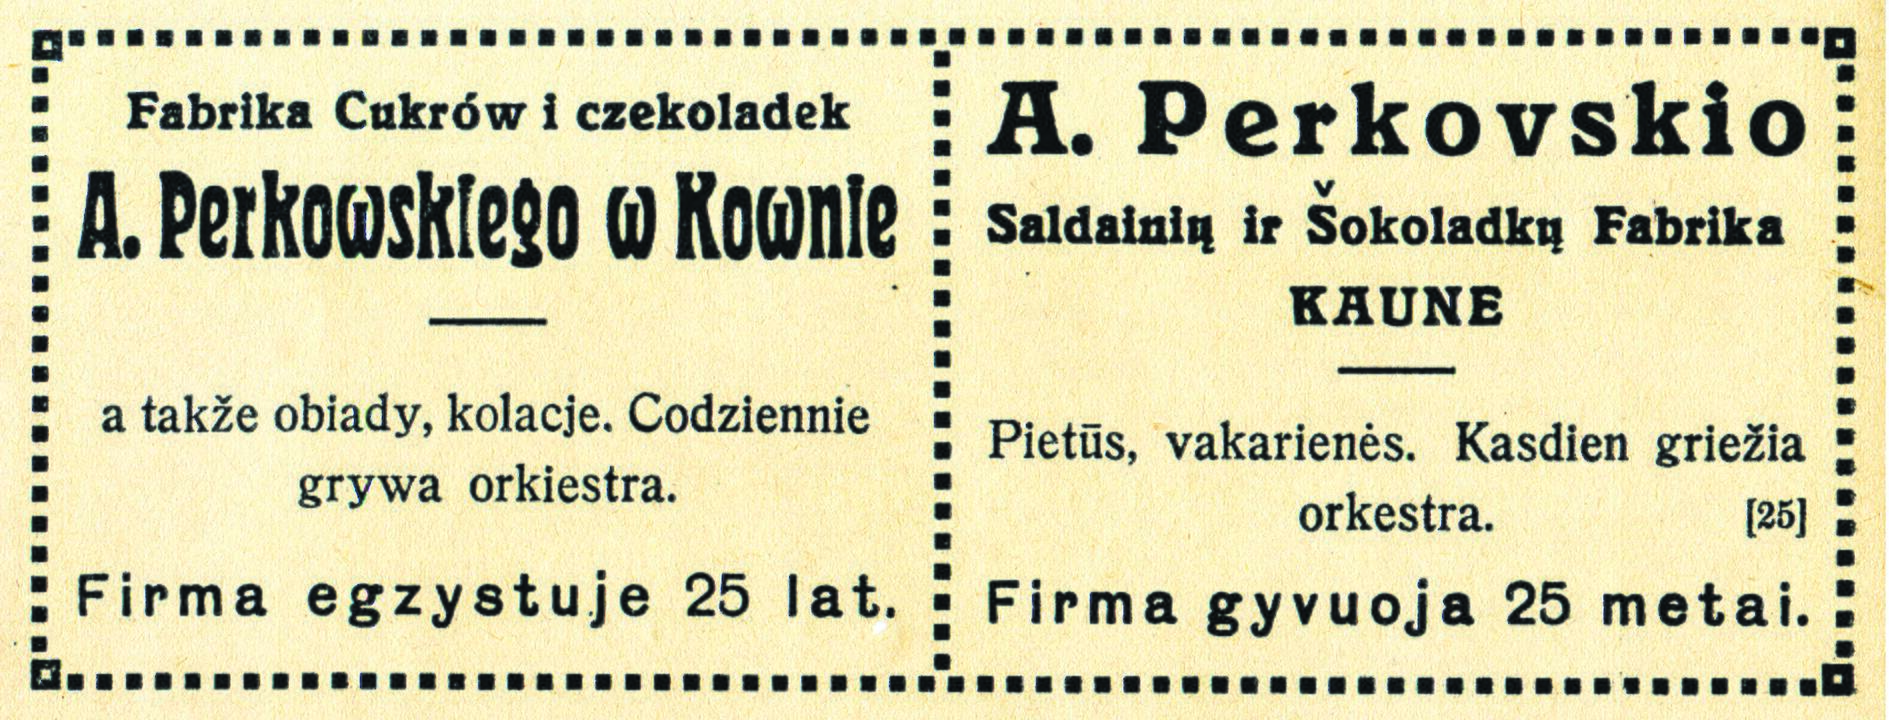 Fabrika Cukrów i czekoladek
A. Perkowskiego w Kownie
a takže obiady, kolacje. Codziennie
grywa orkiestra.
Firma egzystuje 25 lat.
A. Perkovskio
Saldainių ir Šokoladkų Fabrika
KAUNE
Pietūs, vakarienės. Kasdien griežia
orkestra. [25]
Firma gyvuoja 25 metai.